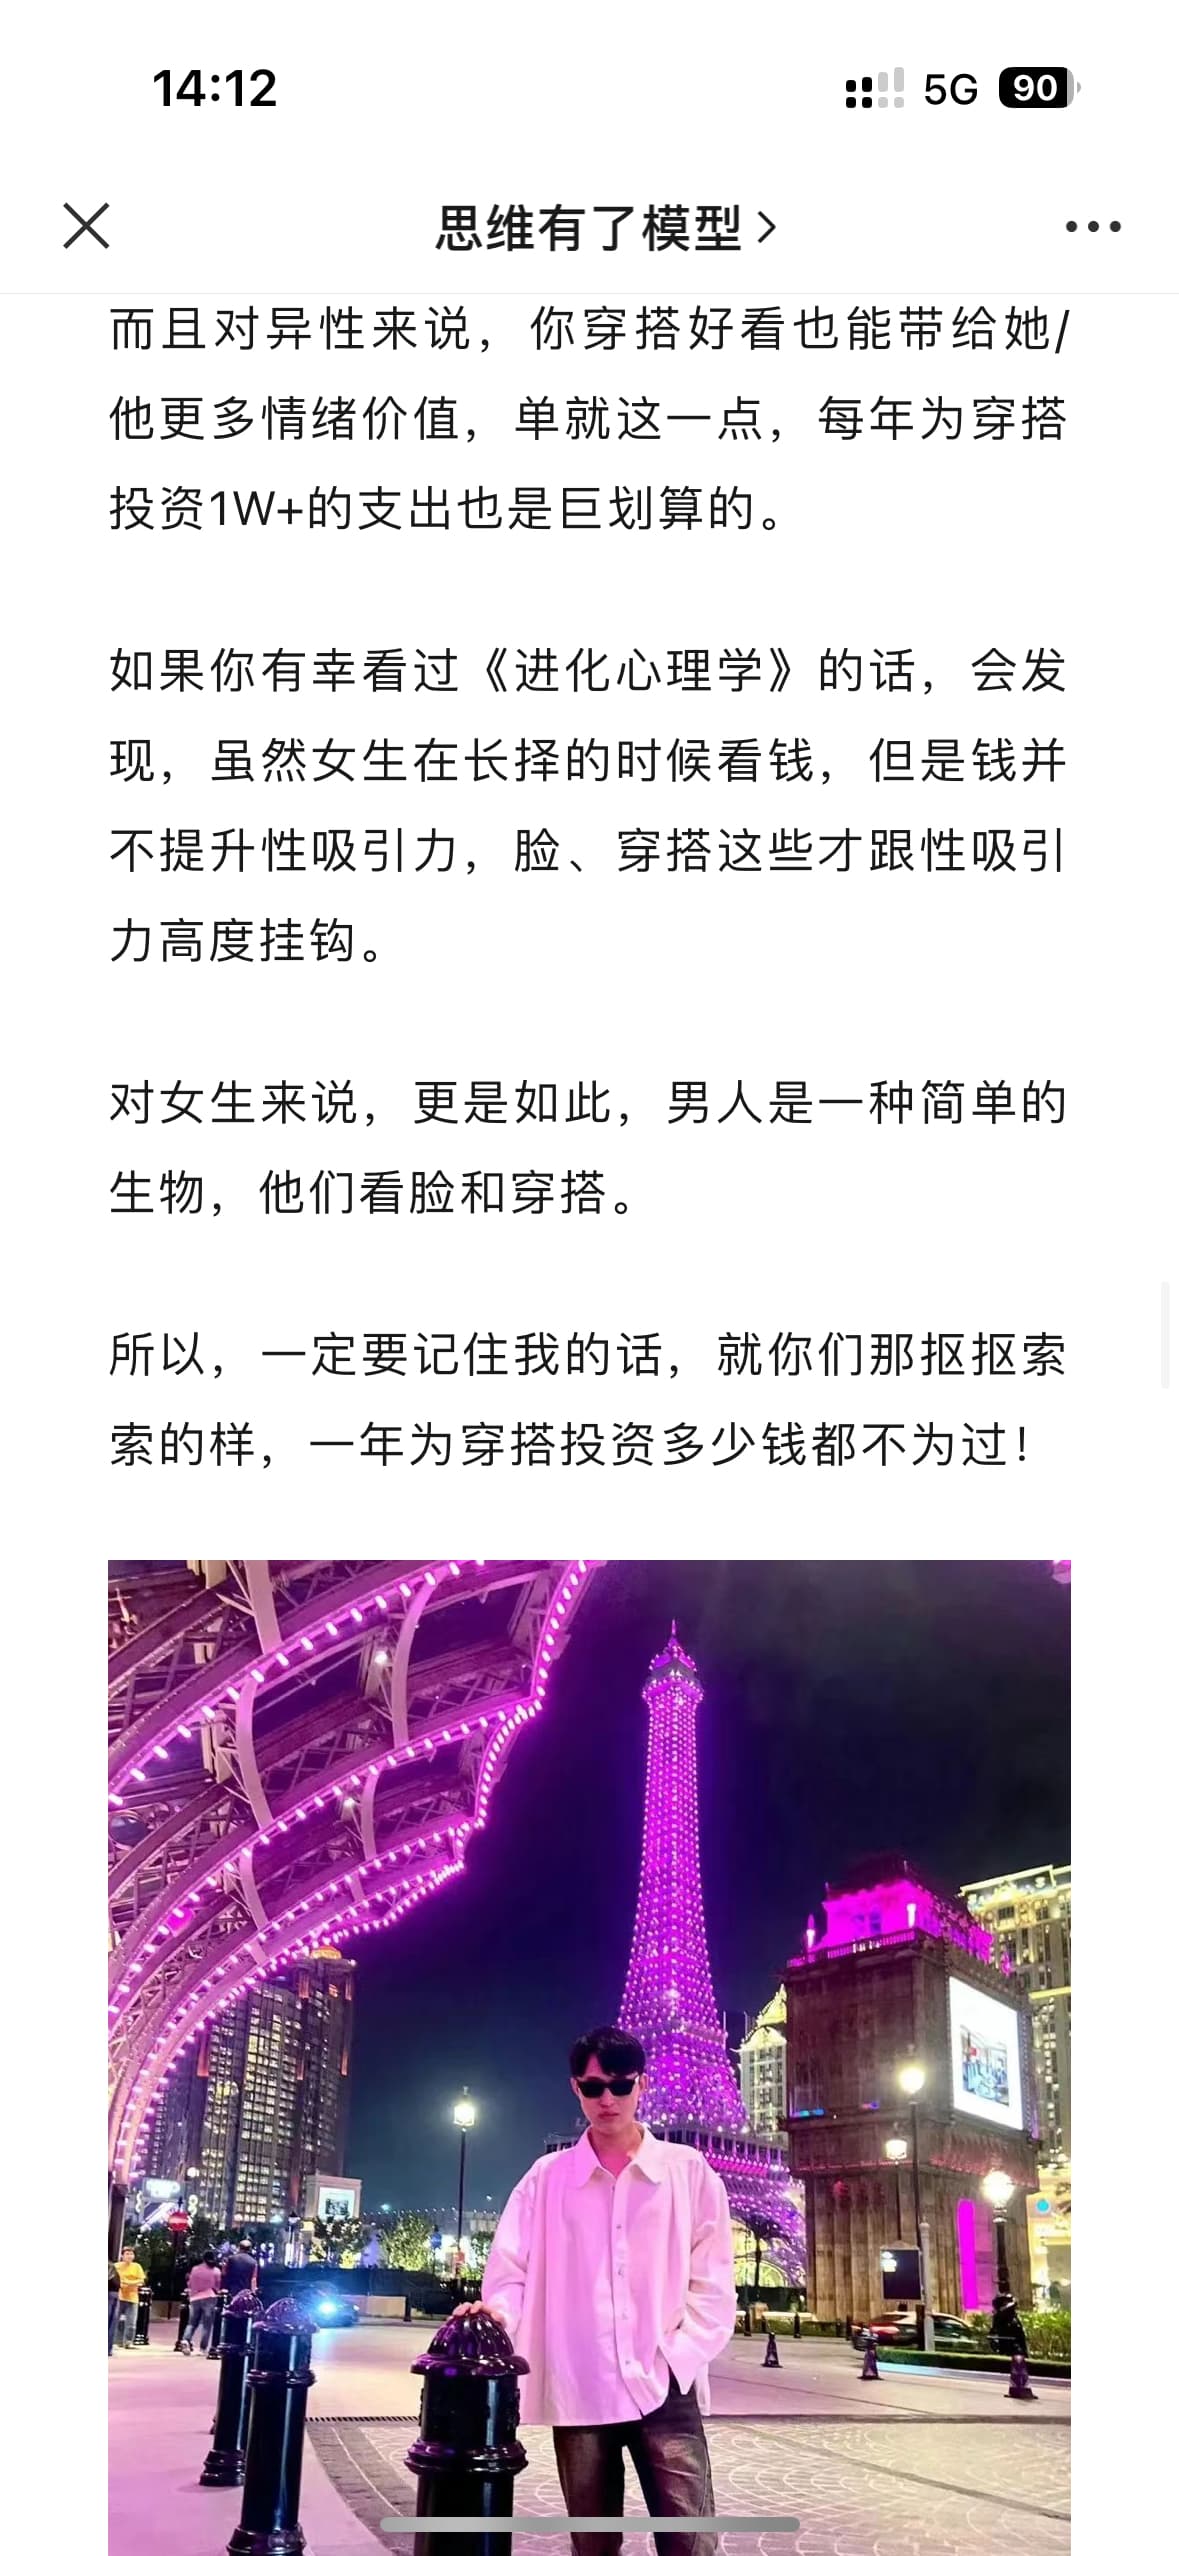 14:12
5G 90
思维有了模型
而且对异性来说，你穿搭好看也能带给她/
他更多情绪价值，单就这一点，每年为穿搭
投资1W+的支出也是巨划算的。
如果你有幸看过《进化心理学》的话，会发
现，虽然女生在长择的时候看钱，但是钱并
不提升性吸引力，脸、穿搭这些才跟性吸引
力高度挂钩。
对女生来说，更是如此，男人是一种简单的
生物，他们看脸和穿搭。
所以，一定要记住我的话，就你们那抠抠索
索的样，一年为穿搭投资多少钱都不为过！